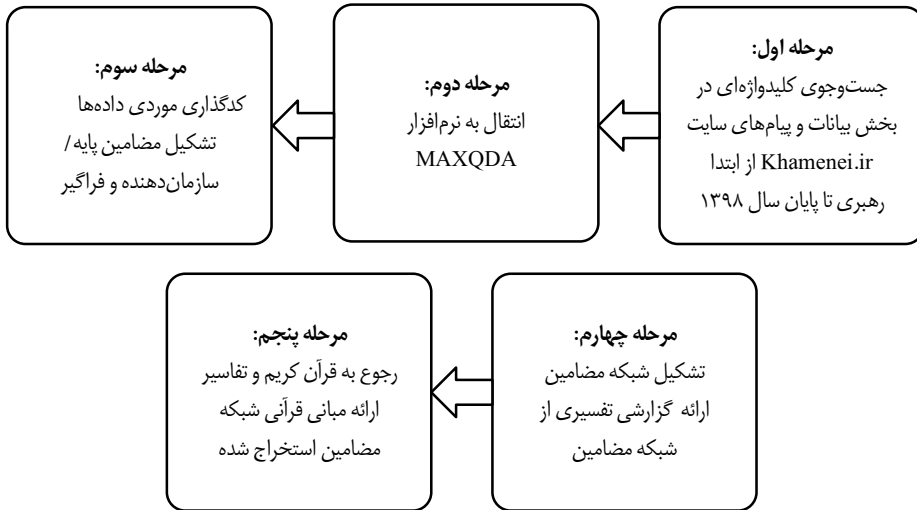 مرحله اول:
جست‌وجوی کلیدواژه‌ای در
بخش بیانات و پیام‌های سایت
Khamenei.ir از ابتدا
رهبری تا پایان سال ۱۳۹۸
مرحله دوم:
انتقال به نرم‌افزار
MAXQDA
مرحله سوم:
کدگذاری موردی داده‌ها
تشکیل مضامین پایه/
سازمان‌دهنده و فراگیر
مرحله چهارم:
تشکیل شبکه مضامین
ارائه گزارشی تفسیری از
شبکه مضامین
مرحله پنجم:
رجوع به قرآن کریم و تفاسیر
ارائه مبانی قرآنی شبکه
مضامین استخراج شده